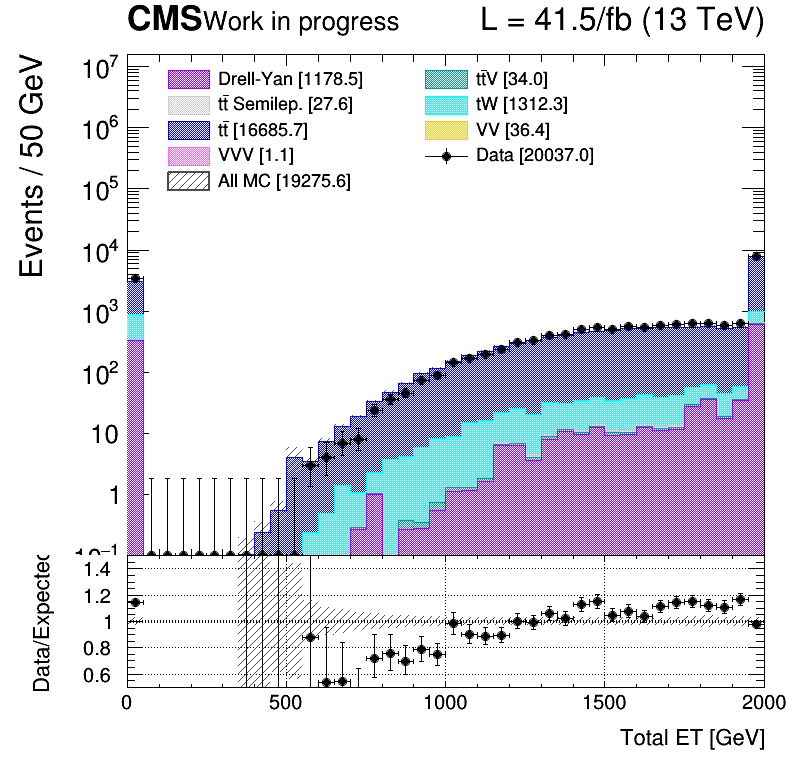 CMS Work in progress L = 41.5/fb (13 TeV)
Events / 50 GeV
10⁷
10⁶
10⁵
10⁴
10³
10²
10
1
10⁻¹
Drell-Yan [1178.5]
tt̄ Semilep. [27.6]
tt̄ [16685.7]
VVV [1.1]
All MC [19275.6]
tt̄V [34.0]
tW [1312.3]
VV [36.4]
Data [20037.0]
Data/Expected
1.4
1.2
1
0.8
0.6
0 500 1000 1500 2000
Total ET [GeV]